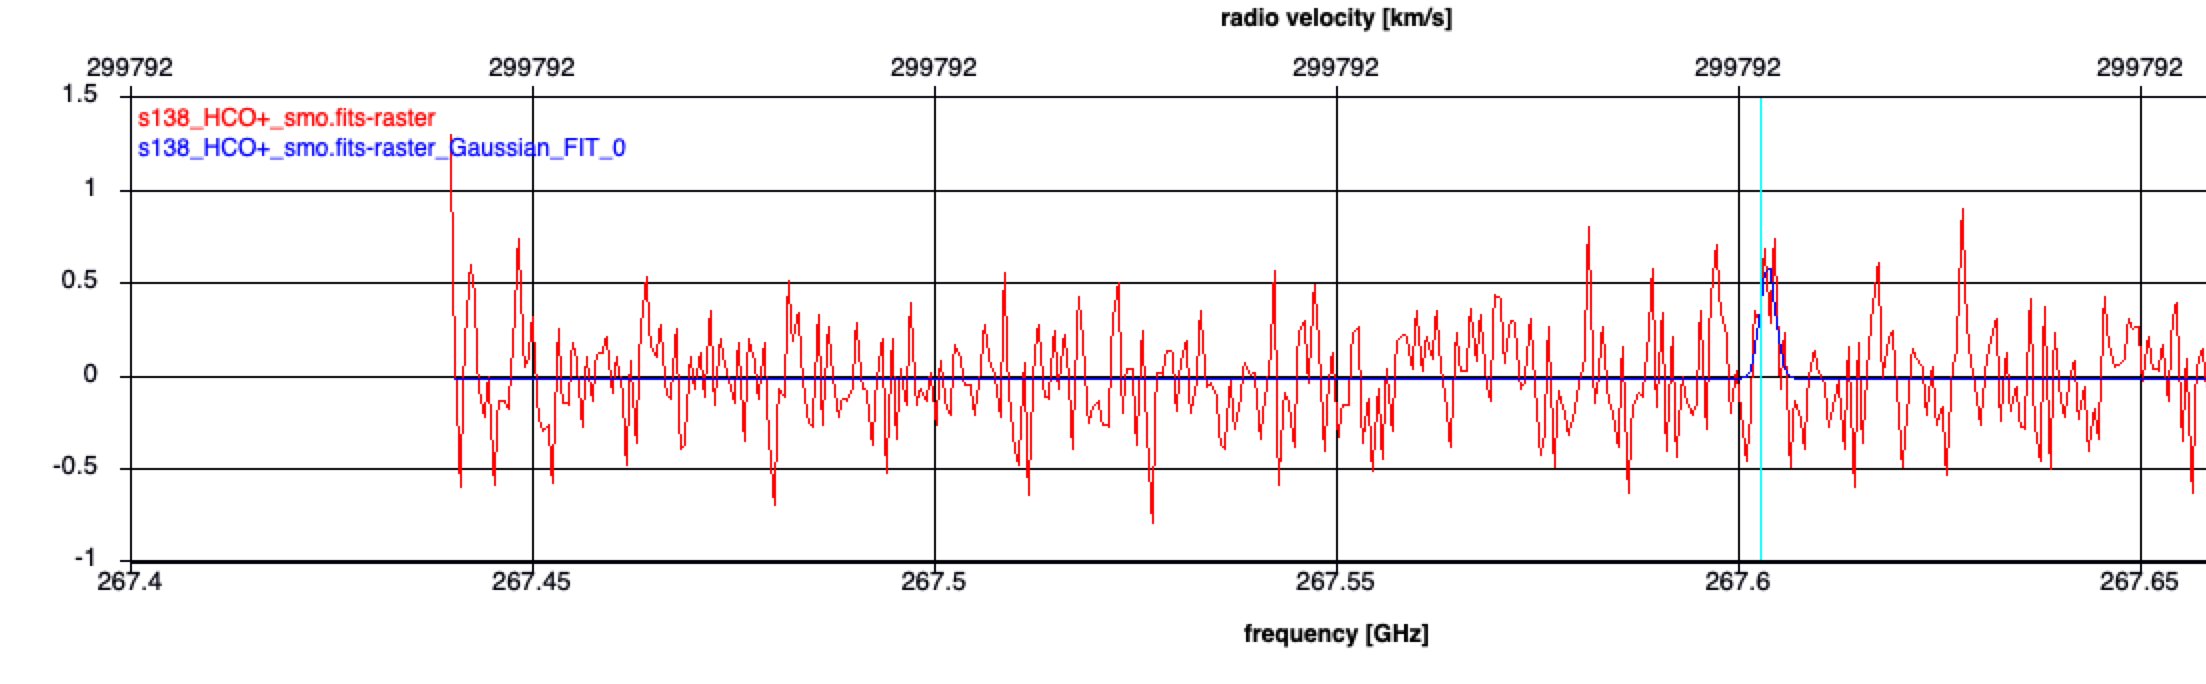 radio velocity [km/s]
299792 299792 299792 299792 299792 299792
1.5
s138_HCO+_smo.fits-raster
s138_HCO+_smo.fits-raster_Gaussian_FIT_0
1
0.5
0
-0.5
-1
267.4 267.45 267.5 267.55 267.6 267.65
frequency [GHz]